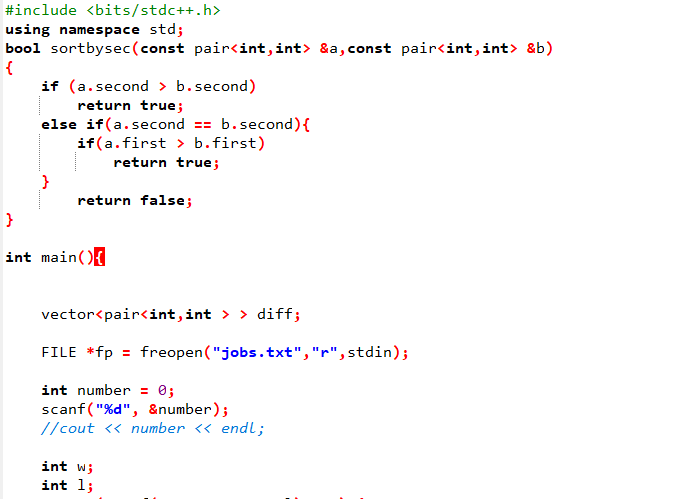 #include <bits/stdc++.h>
using namespace std;
bool sortbysec(const pair<int,int> &a,const pair<int,int> &b)
{
    if (a.second > b.second)
        return true;
    else if(a.second == b.second){
        if(a.first > b.first)
            return true;
    }
        return false;
}
int main(){
    vector<pair<int,int > > diff;
    FILE *fp = freopen("jobs.txt","r",stdin);
    int number = 0;
    scanf("%d", &number);
    //cout << number << endl;
    int w;
    int l;